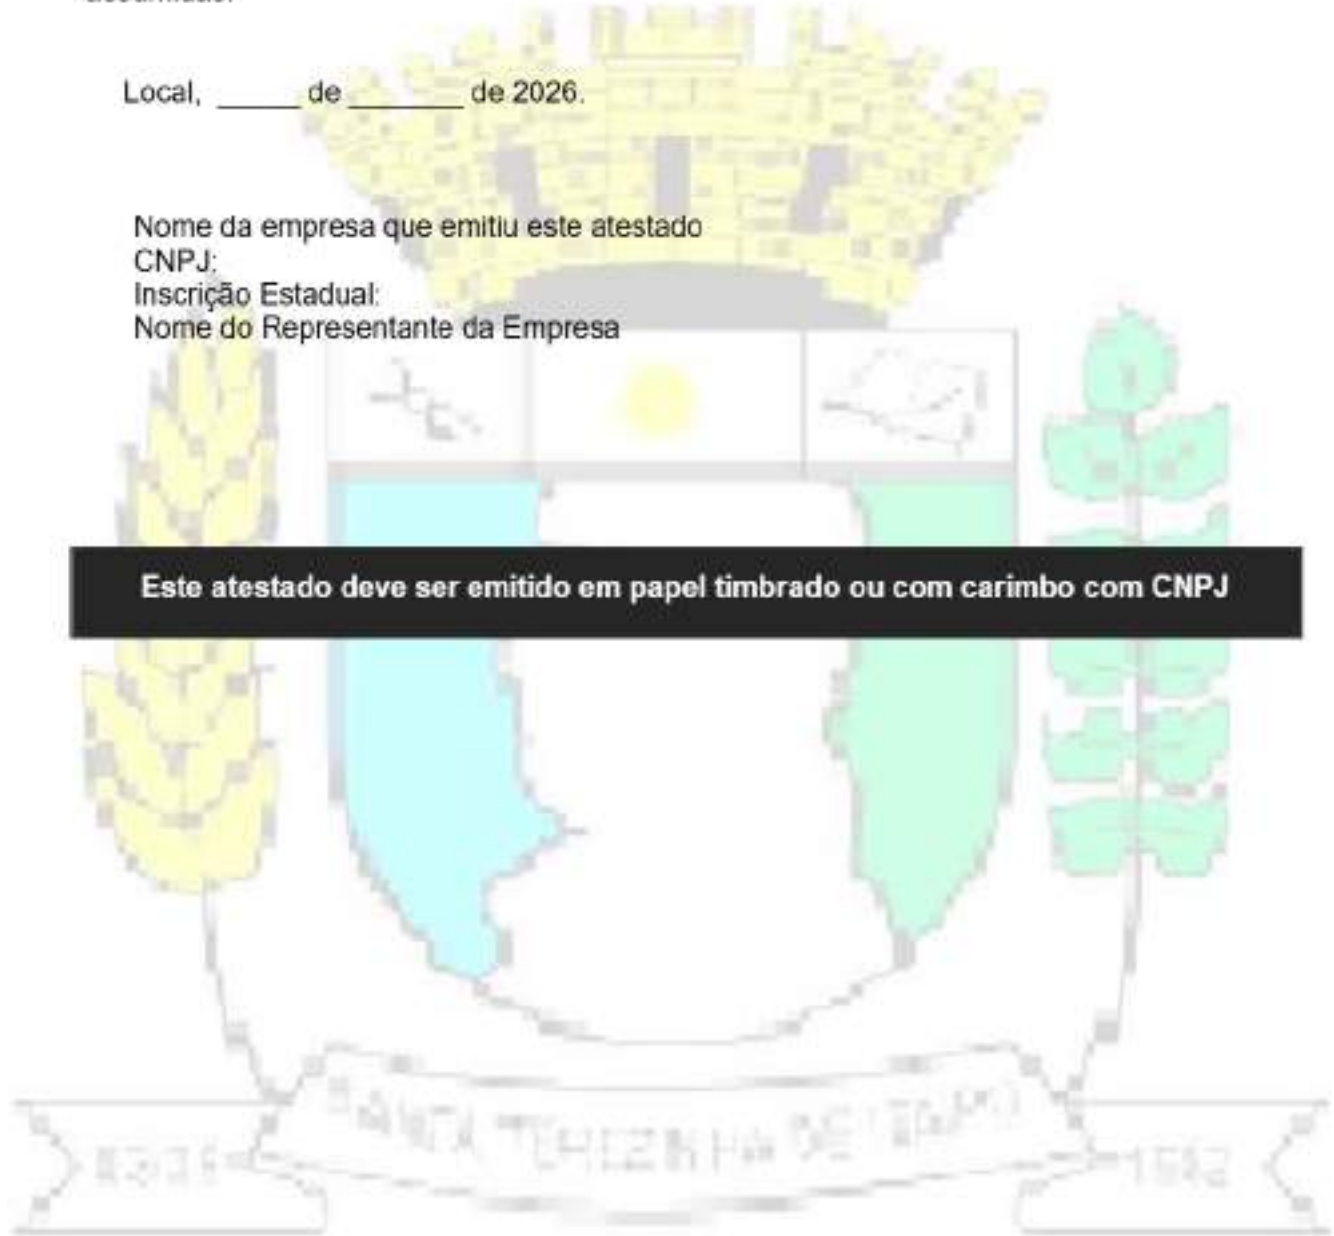 Local, _____ de _______ de 2026.
Nome da empresa que emitiu este atestado
CNPJ:
Inscrição Estadual:
Nome do Representante da Empresa
Este atestado deve ser emitido em papel timbrado ou com carimbo com CNPJ